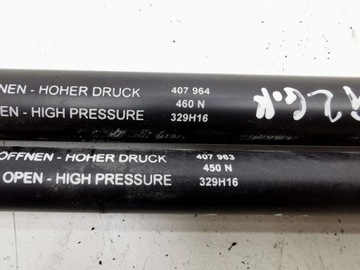 NEN - HOHER DRUCK 407 964
460 N
EN - HIGH PRESSURE 329H16
ÖFFNEN - HOHER DRUCK 407 963
450 N
OPEN - HIGH PRESSURE 329H16